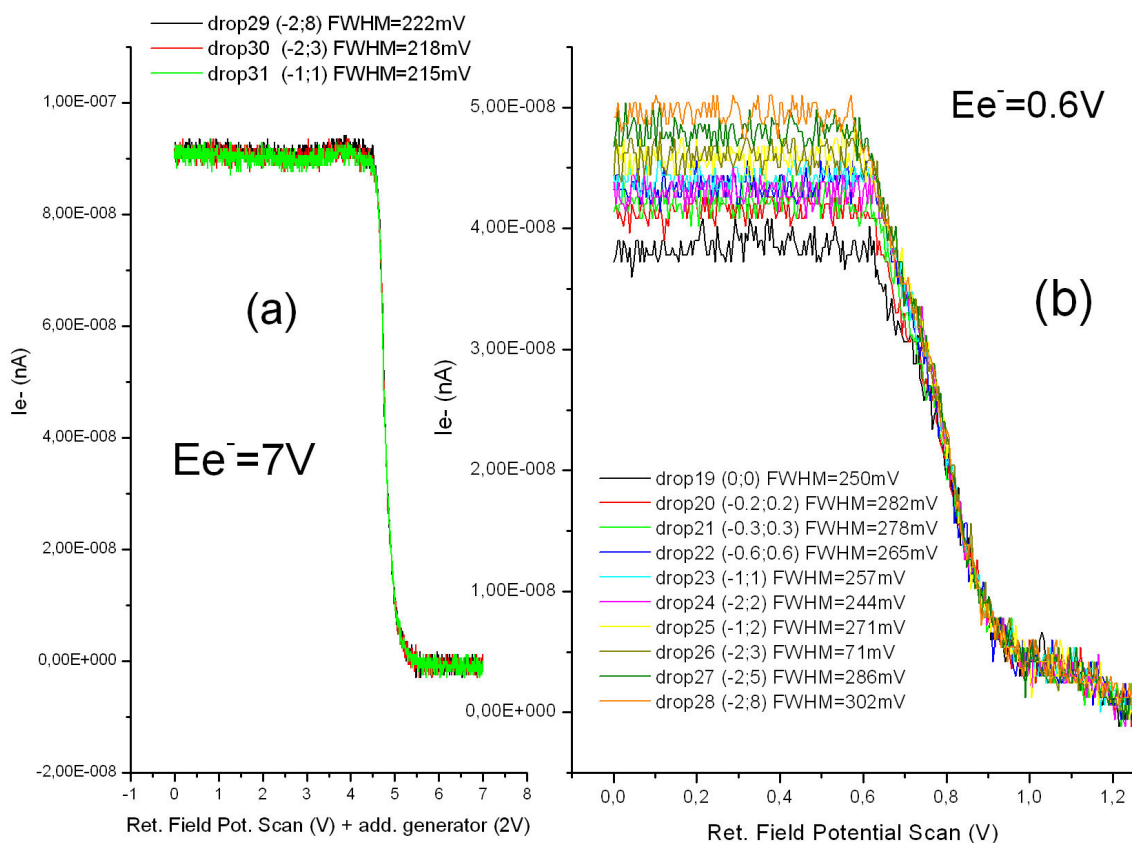 drop29 (-2;8) FWHM=222mV
drop30 (-2;3) FWHM=218mV
drop31 (-1;1) FWHM=215mV
1,00E-007
8,00E-008
6,00E-008
4,00E-008
2,00E-008
0,00E+000
-2,00E-008
Ie- (nA)
(a)
Ee⁻=7V
-1 0 1 2 3 4 5 6 7 8
Ret. Field Pot. Scan (V) + add. generator (2V)
5,00E-008
4,00E-008
3,00E-008
2,00E-008
1,00E-008
0,00E+000
Ie- (nA)
Ee⁻=0.6V
(b)
drop19 (0;0) FWHM=250mV
drop20 (-0.2;0.2) FWHM=282mV
drop21 (-0.3;0.3) FWHM=278mV
drop22 (-0.6;0.6) FWHM=265mV
drop23 (-1;1) FWHM=257mV
drop24 (-2;2) FWHM=244mV
drop25 (-1;2) FWHM=271mV
drop26 (-2;3) FWHM=71mV
drop27 (-2;5) FWHM=286mV
drop28 (-2;8) FWHM=302mV
0,0 0,2 0,4 0,6 0,8 1,0 1,2
Ret. Field Potential Scan (V)